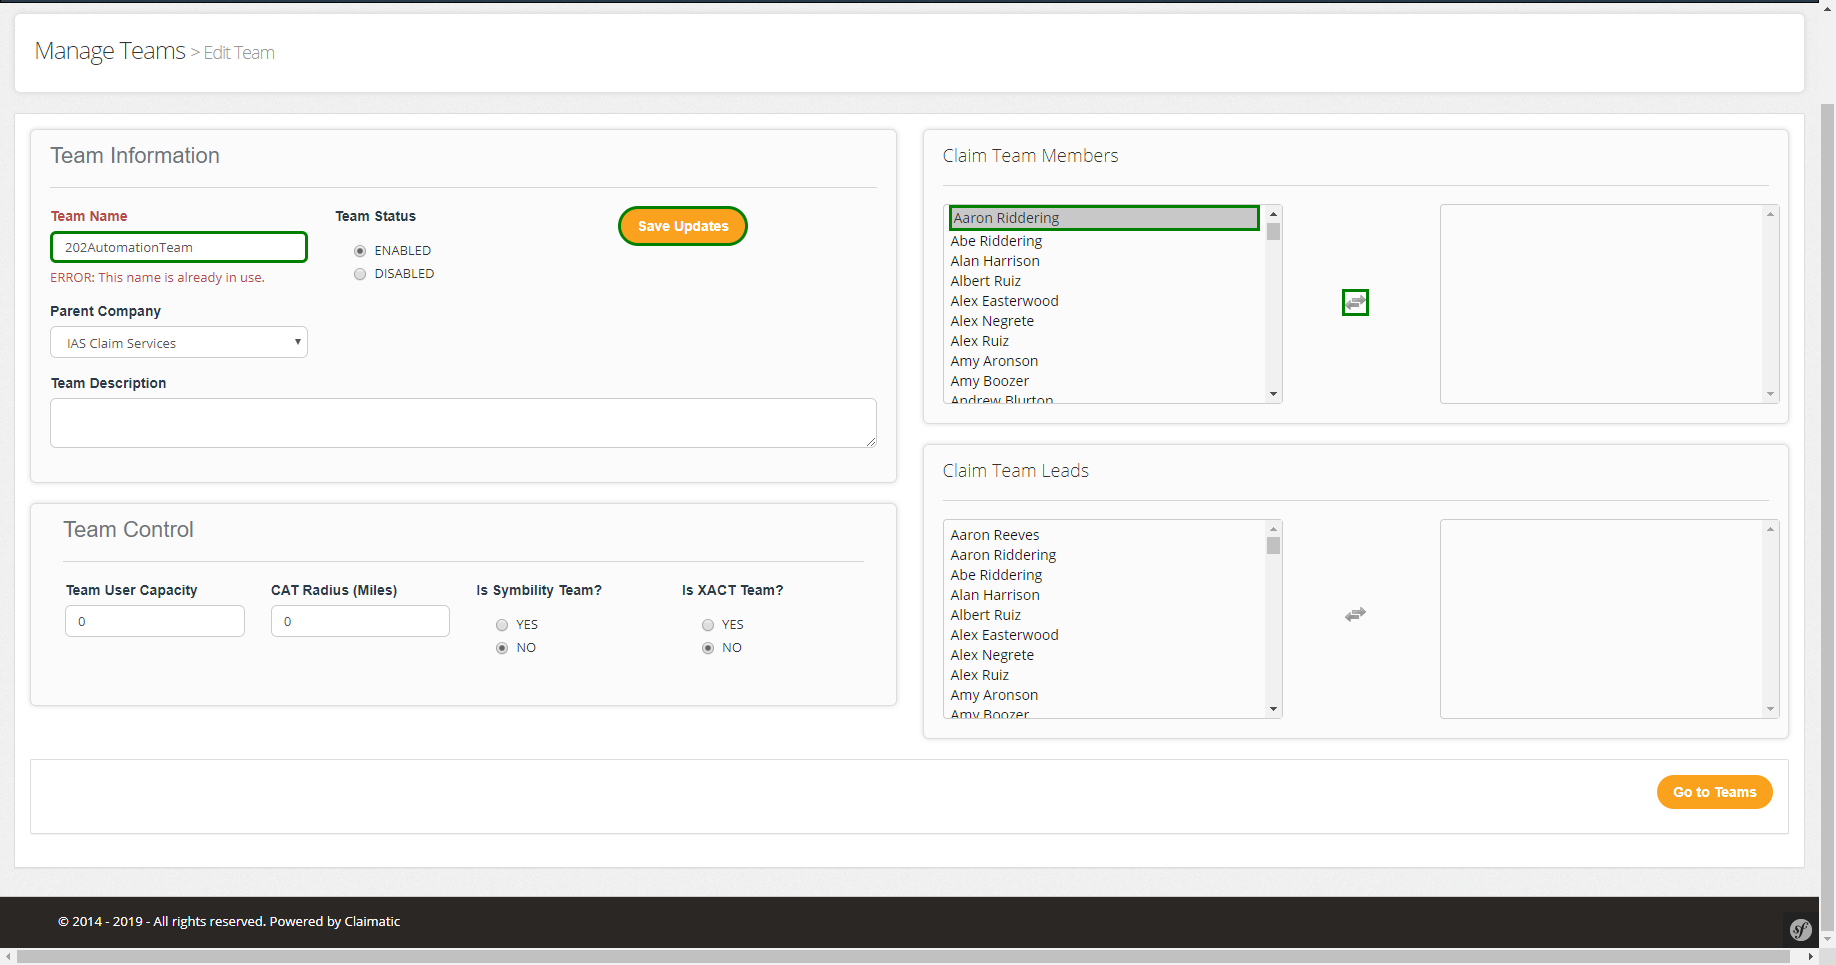 Manage Teams > Edit Team
Team Information
Team Name
202AutomationTeam
ERROR: This name is already in use.
Team Status
ENABLED
DISABLED
Save Updates
Parent Company
IAS Claim Services
Team Description
Team Control
Team User Capacity
0
CAT Radius (Miles)
0
Is Symbility Team?
YES
NO
Is XACT Team?
YES
NO
Claim Team Members
Aaron Riddering
Abe Riddering
Alan Harrison
Albert Ruiz
Alex Easterwood
Alex Negrete
Alex Ruiz
Amy Aronson
Amy Boozer
Andrew Blurton
Claim Team Leads
Aaron Reeves
Aaron Riddering
Abe Riddering
Alan Harrison
Albert Ruiz
Alex Easterwood
Alex Negrete
Alex Ruiz
Amy Aronson
Amy Boozer
Go to Teams
© 2014 - 2019 - All rights reserved. Powered by Claimatic
sf